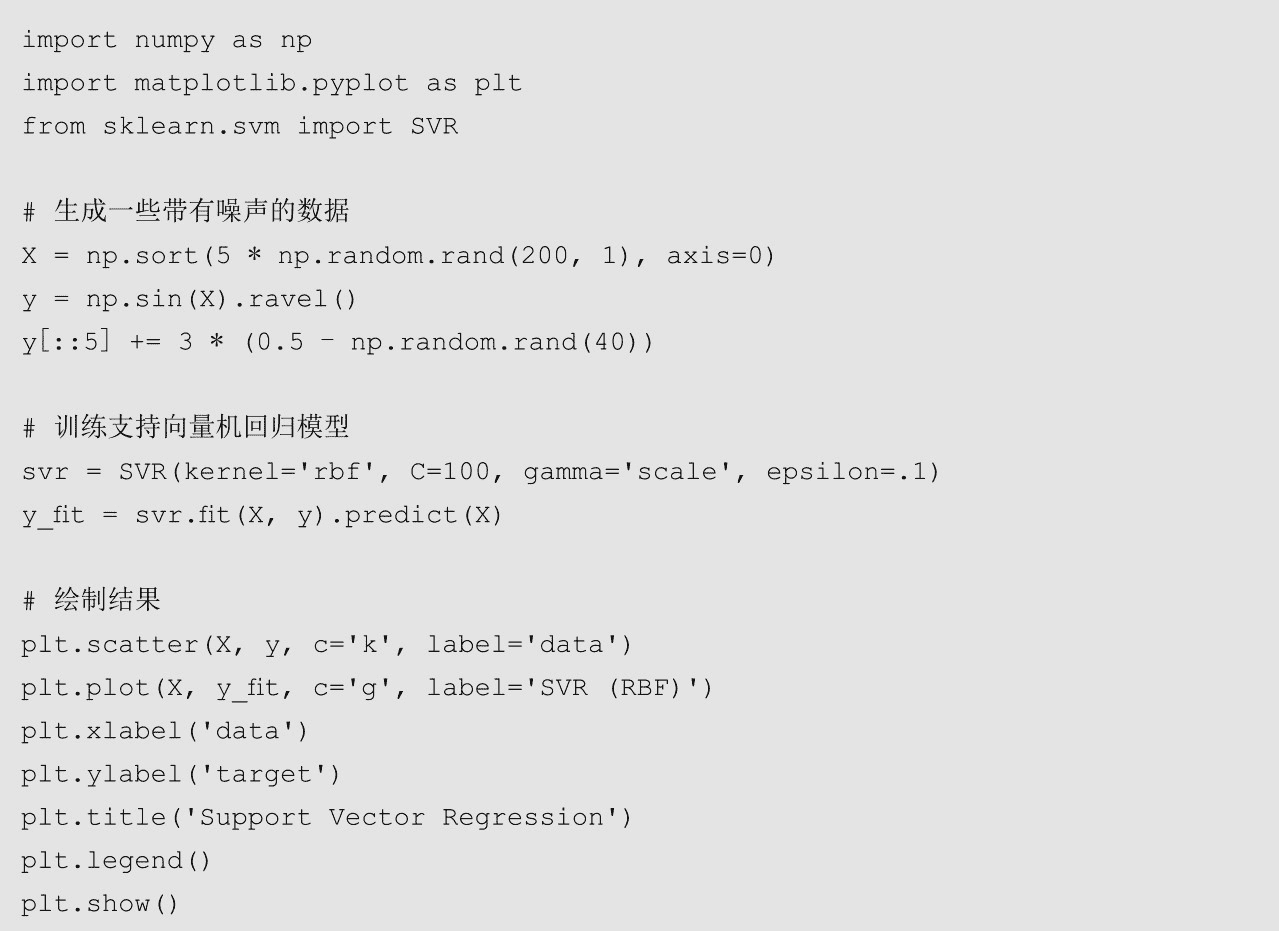 import numpy as np
import matplotlib.pyplot as plt
from sklearn.svm import SVR
# 生成一些带有噪声的数据
X = np.sort(5 * np.random.rand(200, 1), axis=0)
y = np.sin(X).ravel()
y[::5] += 3 * (0.5 - np.random.rand(40))
# 训练支持向量机回归模型
svr = SVR(kernel='rbf', C=100, gamma='scale', epsilon=.1)
y_fit = svr.fit(X, y).predict(X)
# 绘制结果
plt.scatter(X, y, c='k', label='data')
plt.plot(X, y_fit, c='g', label='SVR (RBF)')
plt.xlabel('data')
plt.ylabel('target')
plt.title('Support Vector Regression')
plt.legend()
plt.show()